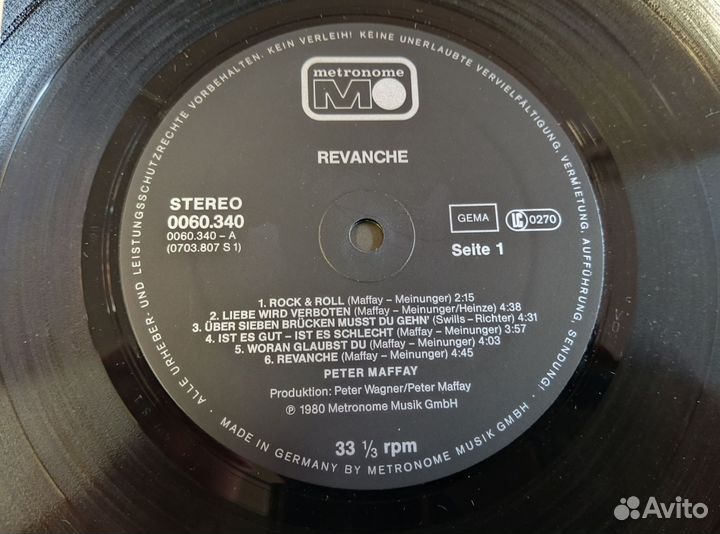 ALLE URHEBER- UND LEISTUNGSSCHUTZRECHTE VORBEHALTEN. KEIN VERLEIH! KEINE UNERLAUBTE VERVIELFÄLTIGUNG, VERMIETUNG, AUFFÜHRUNG, SENDUNG!
metronome
M
REVANCHE
STEREO
0060.340
0060.340 – A
(0703.807 S 1)
GEMA
LC 0270
Seite 1
1. ROCK & ROLL (Maffay – Meinunger) 2:15
2. LIEBE WIRD VERBOTEN (Maffay – Meinunger/Heinze) 4:38
3. ÜBER SIEBEN BRÜCKEN MUSST DU GEHN' (Swills – Richter) 4:31
4. IST ES GUT – IST ES SCHLECHT (Maffay – Meinunger) 3:57
5. WORAN GLAUBST DU (Maffay – Meinunger) 4:03
6. REVANCHE (Maffay – Meinunger) 4:45
PETER MAFFAY
Produktion: Peter Wagner/Peter Maffay
℗ 1980 Metronome Musik GmbH
33 ⅓ rpm
MADE IN GERMANY BY METRONOME MUSIK GMBH
Avito